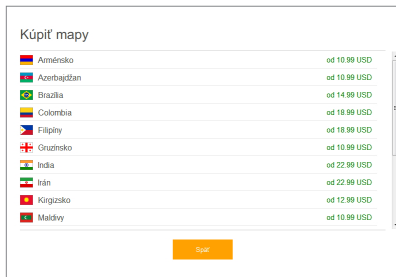 Kúpiť mapy
Arménsko od 10.99 USD
Azerbajdžan od 10.99 USD
Brazília od 14.99 USD
Colombia od 18.99 USD
Filipíny od 18.99 USD
Gruzínsko od 10.99 USD
India od 22.99 USD
Irán od 22.99 USD
Kirgizsko od 12.99 USD
Maldivy od 10.99 USD
Späť